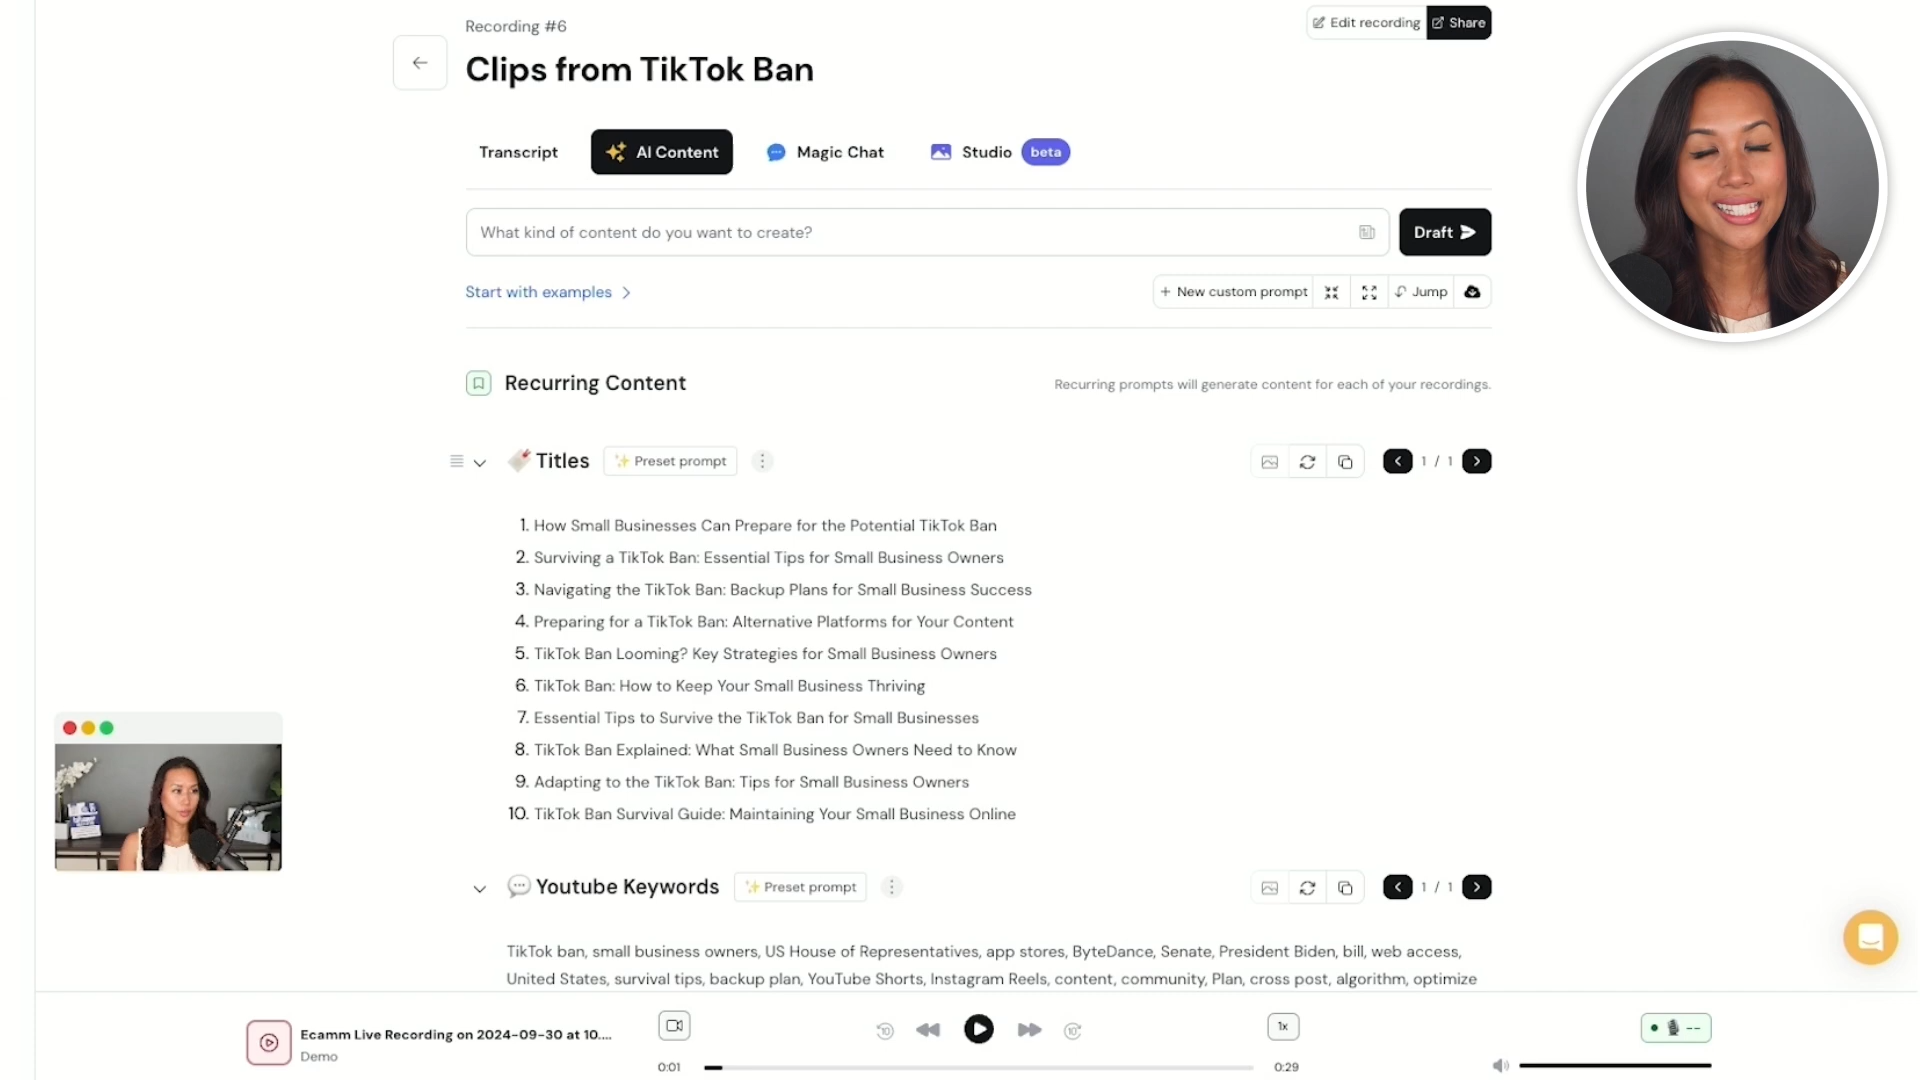 Recording #6
Edit recording
Share
Clips from TikTok Ban
Transcript
AI Content
Magic Chat
Studio
beta
What kind of content do you want to create?
Draft
Start with examples
+ New custom prompt
Jump
Recurring Content
Recurring prompts will generate content for each of your recordings.
Titles
Preset prompt
1 / 1
1. How Small Businesses Can Prepare for the Potential TikTok Ban
2. Surviving a TikTok Ban: Essential Tips for Small Business Owners
3. Navigating the TikTok Ban: Backup Plans for Small Business Success
4. Preparing for a TikTok Ban: Alternative Platforms for Your Content
5. TikTok Ban Looming? Key Strategies for Small Business Owners
6. TikTok Ban: How to Keep Your Small Business Thriving
7. Essential Tips to Survive the TikTok Ban for Small Businesses
8. TikTok Ban Explained: What Small Business Owners Need to Know
9. Adapting to the TikTok Ban: Tips for Small Business Owners
10. TikTok Ban Survival Guide: Maintaining Your Small Business Online
Youtube Keywords
Preset prompt
1 / 1
TikTok ban, small business owners, US House of Representatives, app stores, ByteDance, Senate, President Biden, bill, web access,
United States, survival tips, backup plan, YouTube Shorts, Instagram Reels, content, community, Plan, cross post, algorithm, optimize
Ecamm Live Recording on 2024-09-30 at 10....
Demo
10
10
1x
--
0:01
0:29